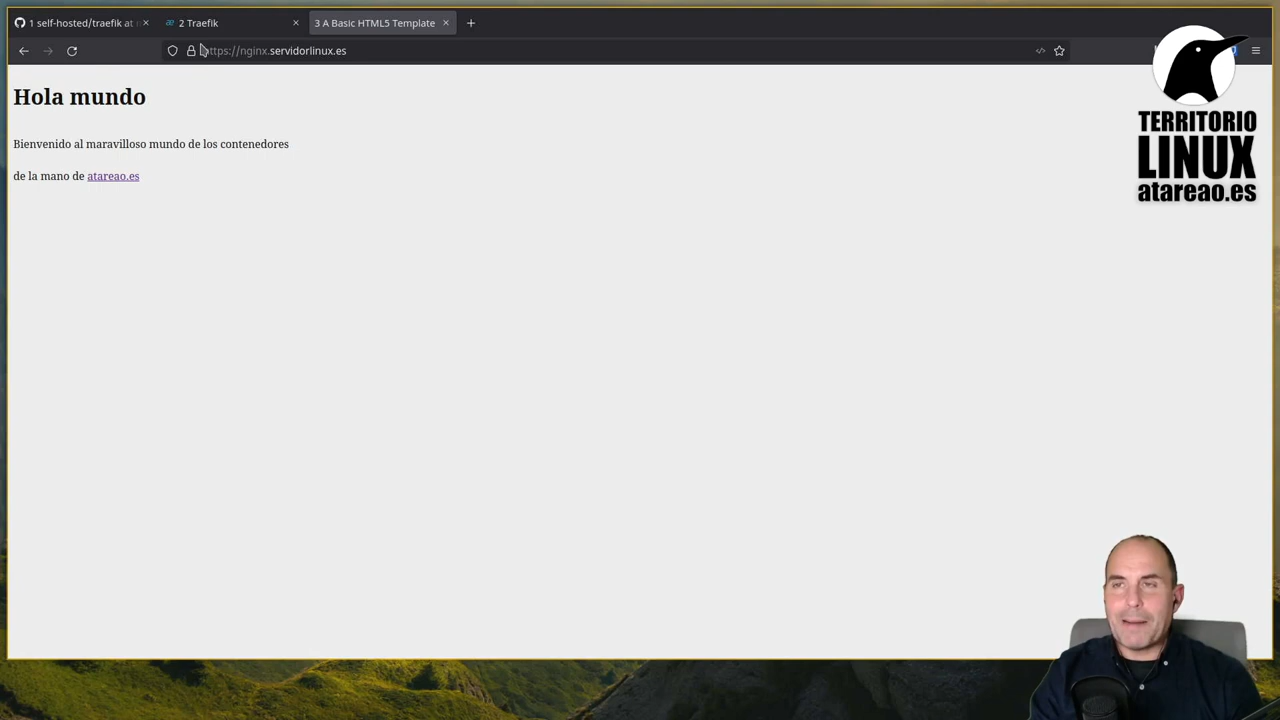 1 self-hosted/traefik at
2 Traefik
3 A Basic HTML5 Template
https://nginx.servidorlinux.es
Hola mundo
Bienvenido al maravilloso mundo de los contenedores
de la mano de atareao.es
TERRITORIO
LINUX
atareao.es